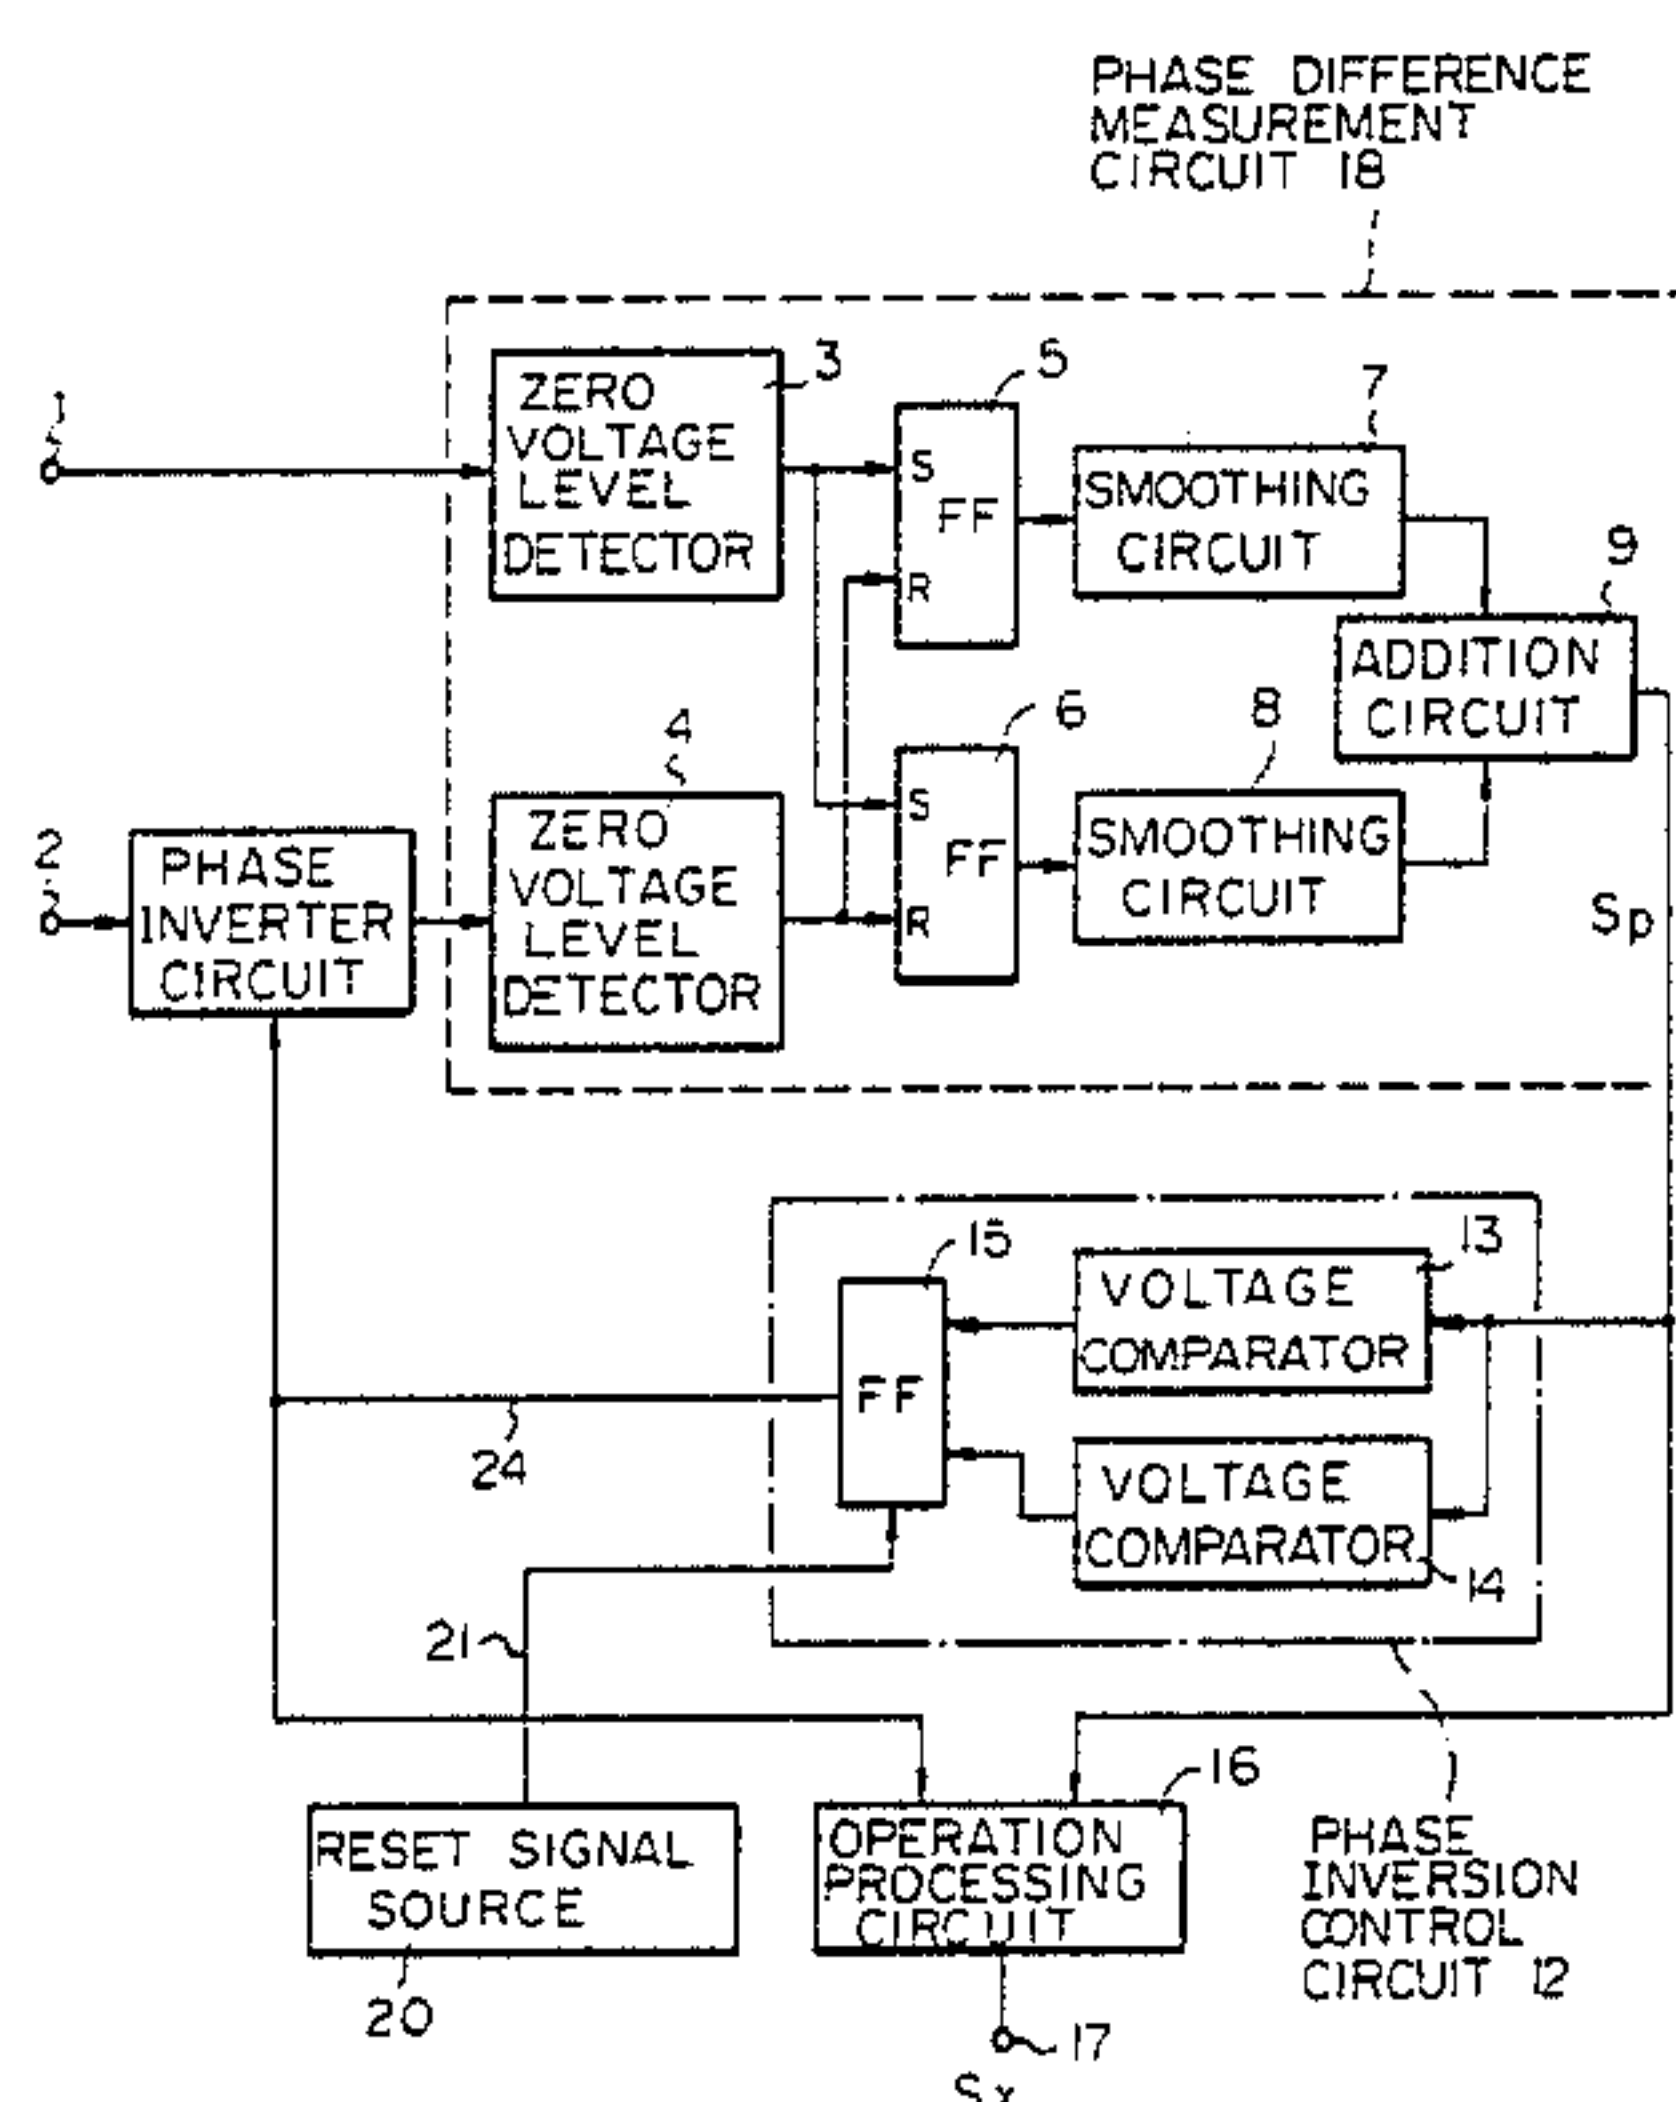 PHASE DIFFERENCE
MEASUREMENT
CIRCUIT 18
1
ZERO
VOLTAGE
LEVEL
DETECTOR
3
5
S
FF
R
7
SMOOTHING
CIRCUIT
9
ADDITION
CIRCUIT
2
PHASE
INVERTER
CIRCUIT
4
ZERO
VOLTAGE
LEVEL
DETECTOR
6
S
FF
R
8
SMOOTHING
CIRCUIT
Sp
15
FF
13
VOLTAGE
COMPARATOR
24
VOLTAGE
COMPARATOR
14
21
16
RESET SIGNAL
SOURCE
20
OPERATION
PROCESSING
CIRCUIT
PHASE
INVERSION
CONTROL
CIRCUIT 12
17
Sx